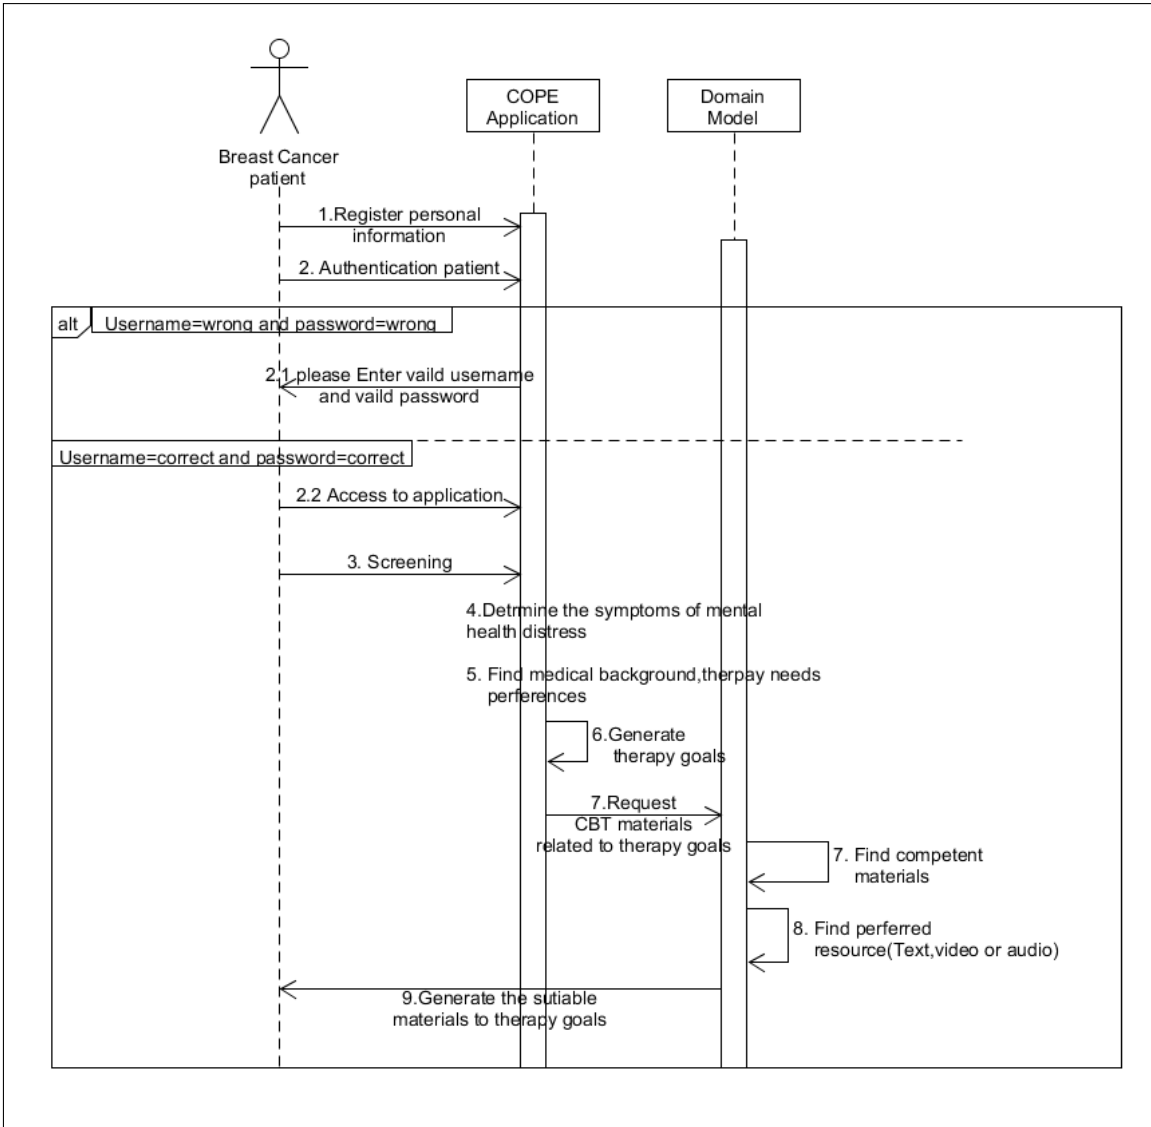 COPE
Application
Domain
Model
Breast Cancer
patient
1.Register personal
information
2. Authentication patient
alt
Username=wrong and password=wrong
2.1 please Enter vaild username
and vaild password
Username=correct and password=correct
2.2 Access to application
3. Screening
4.Detrmine the symptoms of mental
health distress
5. Find medical background,therpay needs
perferences
6.Generate
therapy goals
7.Request
CBT materials
related to therapy goals
7. Find competent
materials
8. Find perferred
resource(Text,video or audio)
9.Generate the sutiable
materials to therapy goals